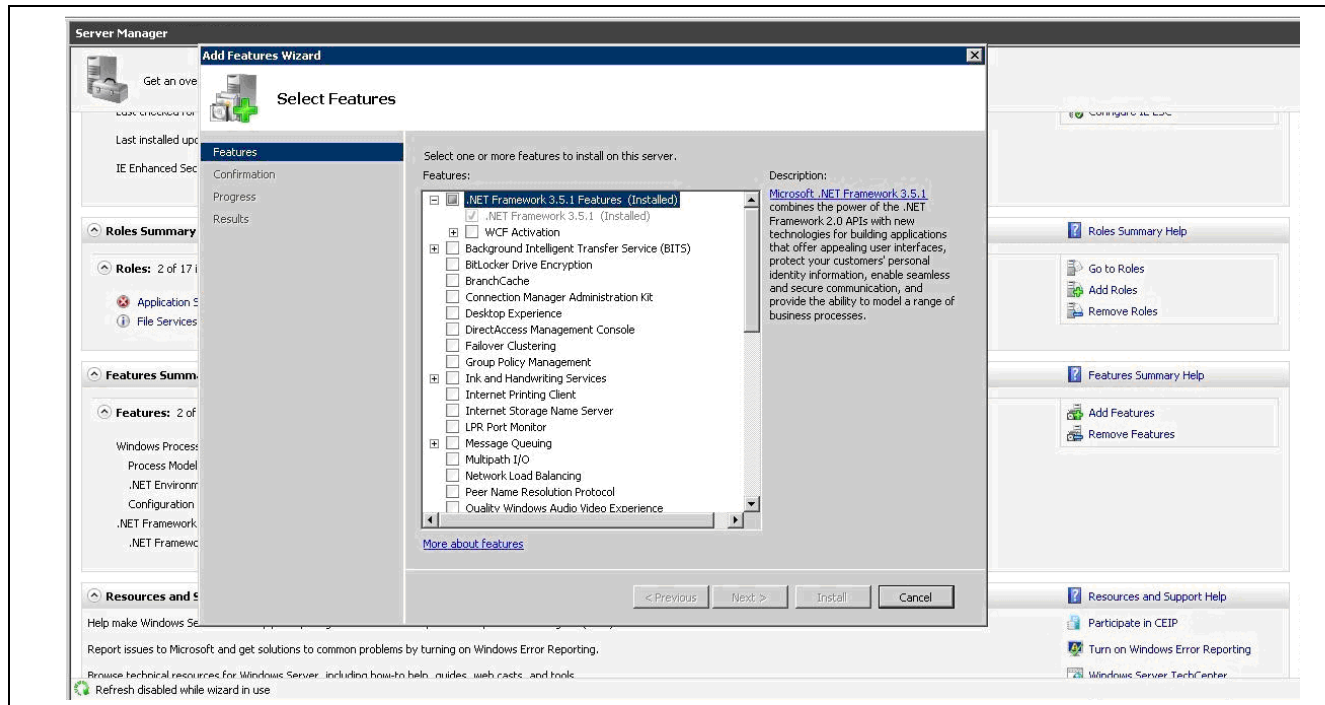 Server Manager
Add Features Wizard
Get an ove
Select Features
Last checked for
Configure IE ESC
Last installed upd
IE Enhanced Sec
Features
Confirmation
Progress
Results
Select one or more features to install on this server.
Features:
.NET Framework 3.5.1 Features (Installed)
.NET Framework 3.5.1 (Installed)
WCF Activation
Background Intelligent Transfer Service (BITS)
BitLocker Drive Encryption
BranchCache
Connection Manager Administration Kit
Desktop Experience
DirectAccess Management Console
Failover Clustering
Group Policy Management
Ink and Handwriting Services
Internet Printing Client
Internet Storage Name Server
LPR Port Monitor
Message Queuing
Multipath I/O
Network Load Balancing
Peer Name Resolution Protocol
Quality Windows Audio Video Experience
Description:
Microsoft .NET Framework 3.5.1
combines the power of the .NET
Framework 2.0 APIs with new
technologies for building applications
that offer appealing user interfaces,
protect your customers' personal
identity information, enable seamless
and secure communication, and
provide the ability to model a range of
business processes.
More about features
< Previous
Next >
Install
Cancel
Roles Summary
Roles Summary Help
Roles: 2 of 17 i
Go to Roles
Add Roles
Remove Roles
Application S
File Services
Features Summ
Features Summary Help
Features: 2 of
Add Features
Remove Features
Windows Process
Process Model
.NET Environm
Configuration
.NET Framework
.NET Framewo
Resources and S
Resources and Support Help
Help make Windows Se
Participate in CEIP
Report issues to Microsoft and get solutions to common problems by turning on Windows Error Reporting.
Turn on Windows Error Reporting
Browse technical resources for Windows Server, including how-to help, guides, web casts, and tools.
Windows Server TechCenter
Refresh disabled while wizard in use